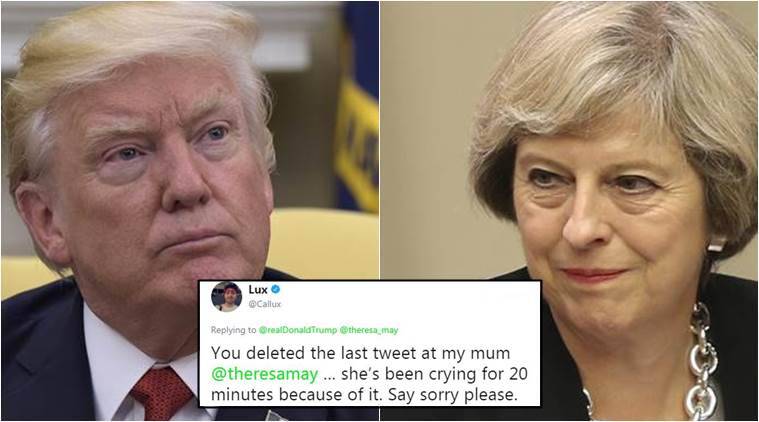 Lux
@Callux
Replying to @realDonaldTrump @theresa_may
You deleted the last tweet at my mum
@theresamay ... she's been crying for 20
minutes because of it. Say sorry please.